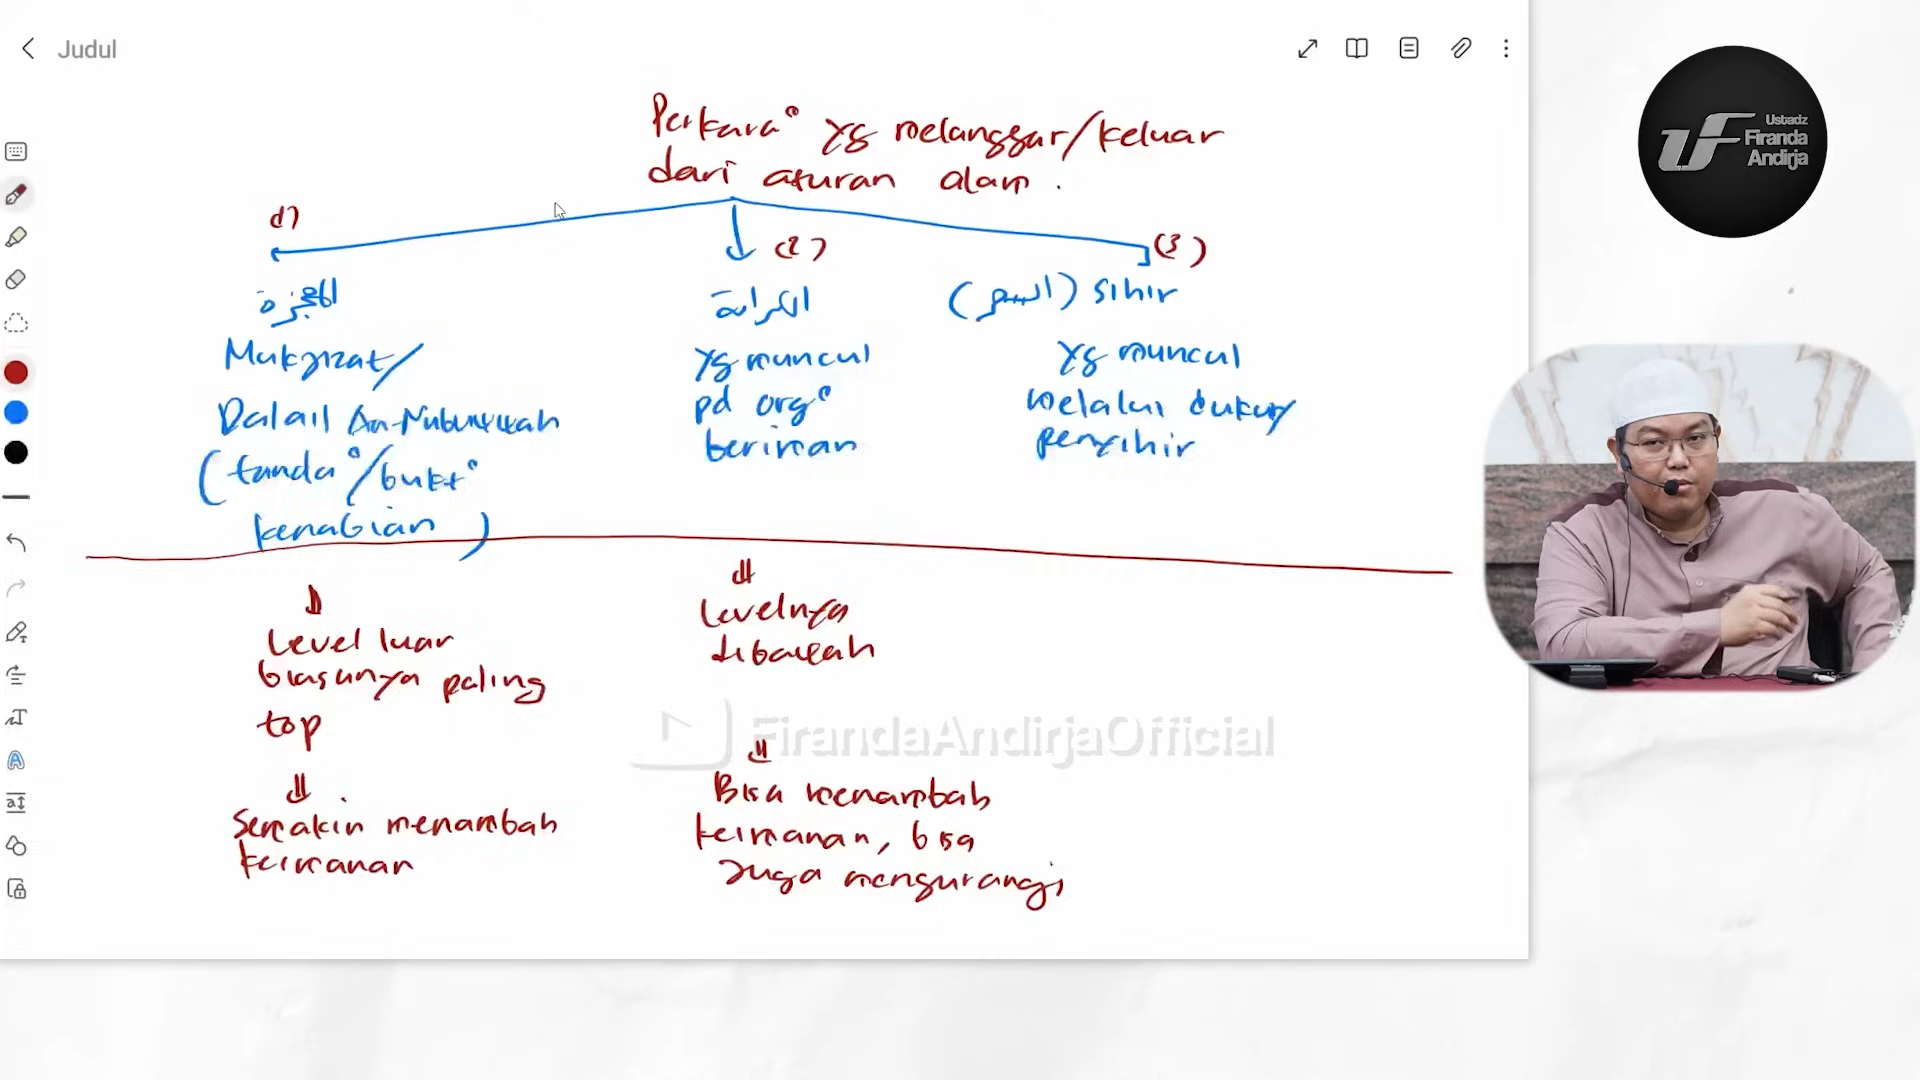 Judul
Ustadz
Firanda
Andirja
Perkara° yg melanggar/keluar
dari aturan alam.
(1)
(2)
(3)
المعجزة
الكرامة
(السحر) sihir
Mukjizat/
Dalail An-Nubuwwah
(tanda°/bukti°
kenabian)
yg muncul
pd org°
beriman
yg muncul
melalui dukun/
penyihir
Level luar
biasanya paling
top
Levelnya
dibawah
FirandaAndirjaOfficial
Semakin menambah
keimanan
Bisa menambah
keimanan, bisa
Juga mengurangi